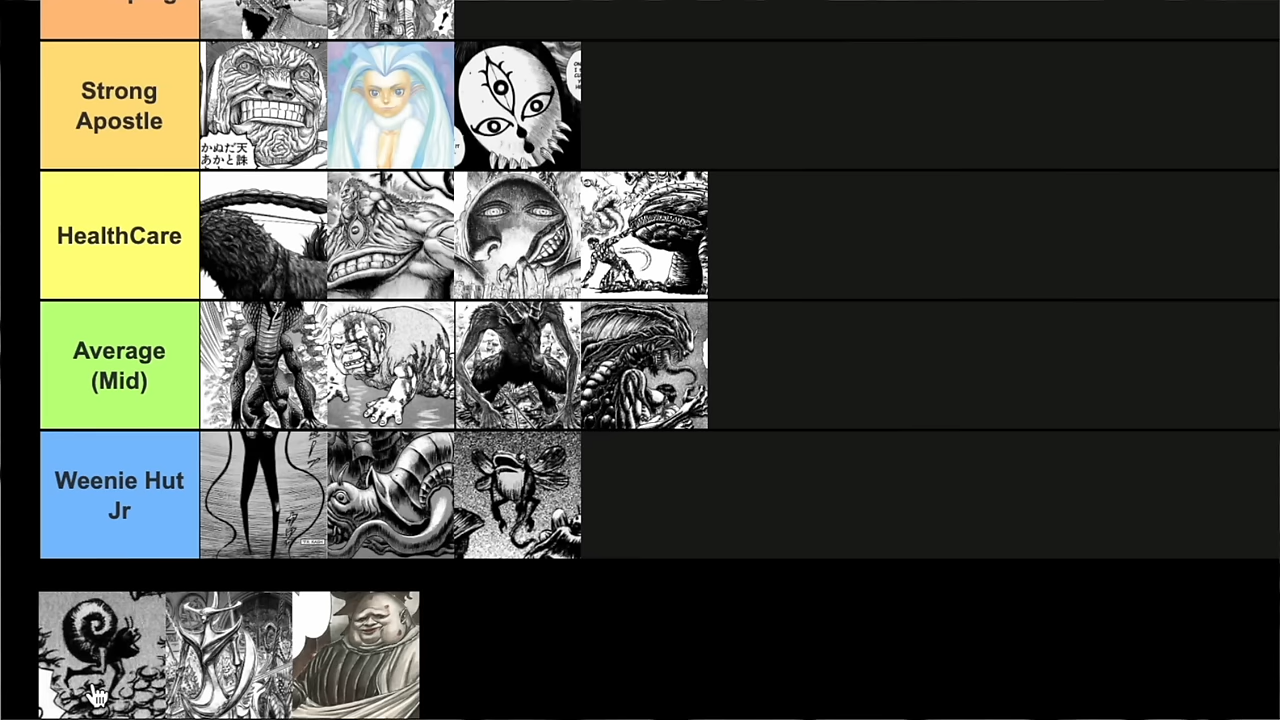 Strong
Apostle
かぬだ天
あかと誅
HealthCare
Average
(Mid)
Weenie Hut
Jr